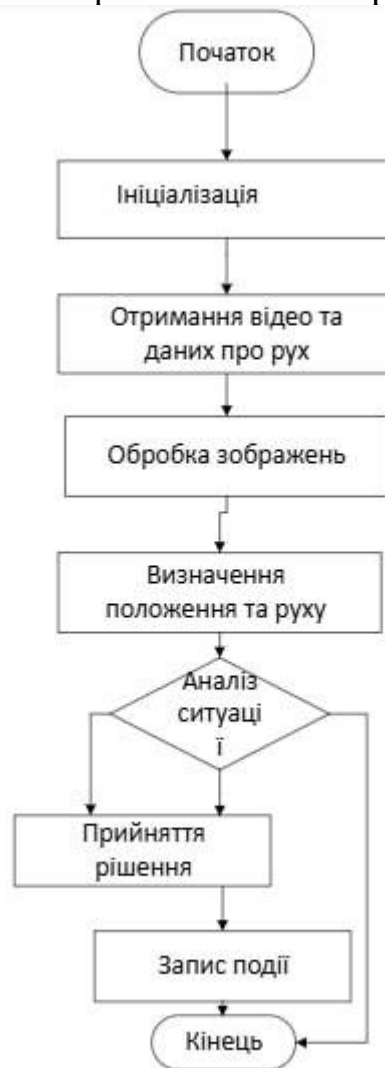 Початок
Ініціалізація
Отримання відео та
даних про рух
Обробка зображень
Визначення
положення та руху
Аналіз
ситуаці
ї
Прийняття
рішення
Запис події
Кінець